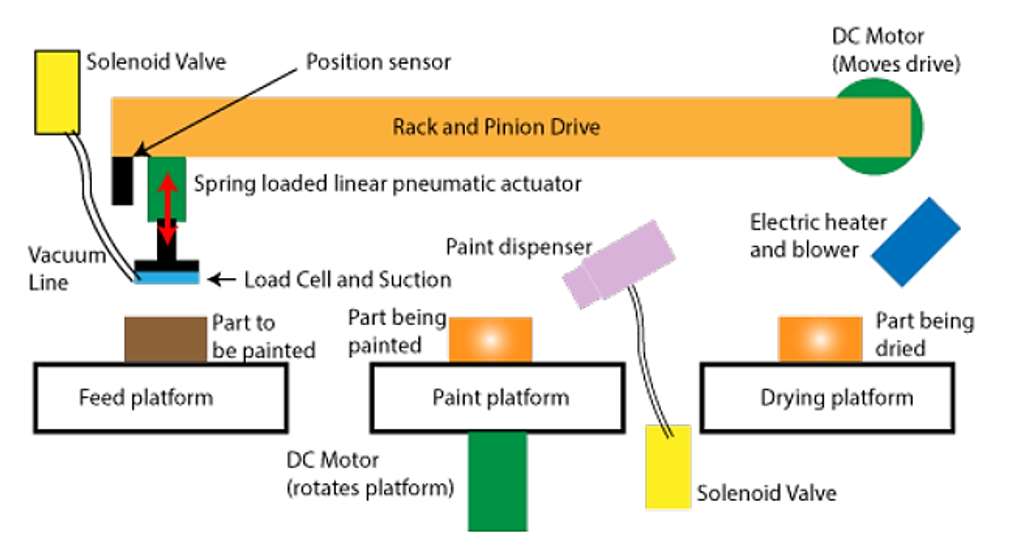 Solenoid Valve
Position sensor
DC Motor
(Moves drive)
Rack and Pinion Drive
Spring loaded linear pneumatic actuator
Vacuum
Line
Load Cell and Suction
Paint dispenser
Electric heater
and blower
Part to
be painted
Part being
painted
Part being
dried
Feed platform
Paint platform
Drying platform
DC Motor
(rotates platform)
Solenoid Valve